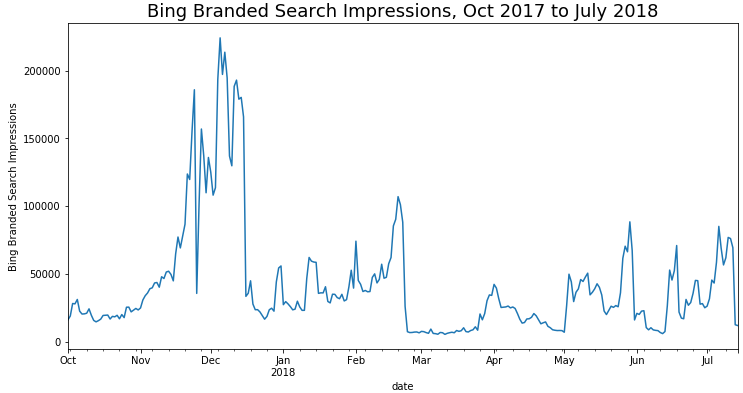 Bing Branded Search Impressions, Oct 2017 to July 2018
Bing Branded Search Impressions
200000
150000
100000
50000
0
Oct Nov Dec Jan Feb Mar Apr May Jun Jul
2018
date